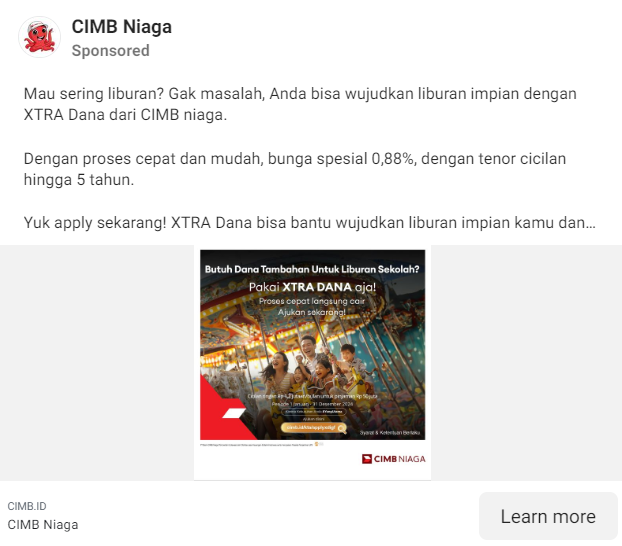 CIMB Niaga
Sponsored
Mau sering liburan? Gak masalah, Anda bisa wujudkan liburan impian dengan
XTRA Dana dari CIMB niaga.
Dengan proses cepat dan mudah, bunga spesial 0,88%, dengan tenor cicilan
hingga 5 tahun.
Yuk apply sekarang! XTRA Dana bisa bantu wujudkan liburan impian kamu dan...
Butuh Dana Tambahan Untuk Liburan Sekolah?
Pakai XTRA DANA aja!
Proses cepat langsung cair
Ajukan sekarang!
Syarat & Ketentuan Berlaku
CIMB NIAGA
CIMB.ID
CIMB Niaga
Learn more